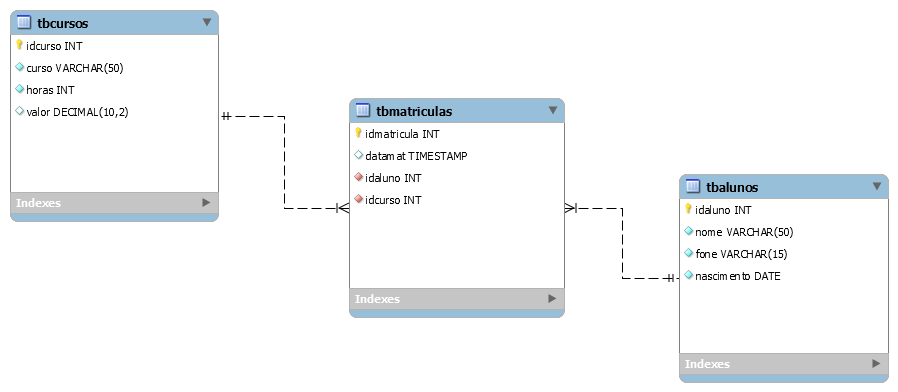 tbcursos
idcurso INT
curso VARCHAR(50)
horas INT
valor DECIMAL(10,2)
Indexes
tbmatriculas
idmatricula INT
datamat TIMESTAMP
idaluno INT
idcurso INT
Indexes
tbalunos
idaluno INT
nome VARCHAR(50)
fone VARCHAR(15)
nascimento DATE
Indexes